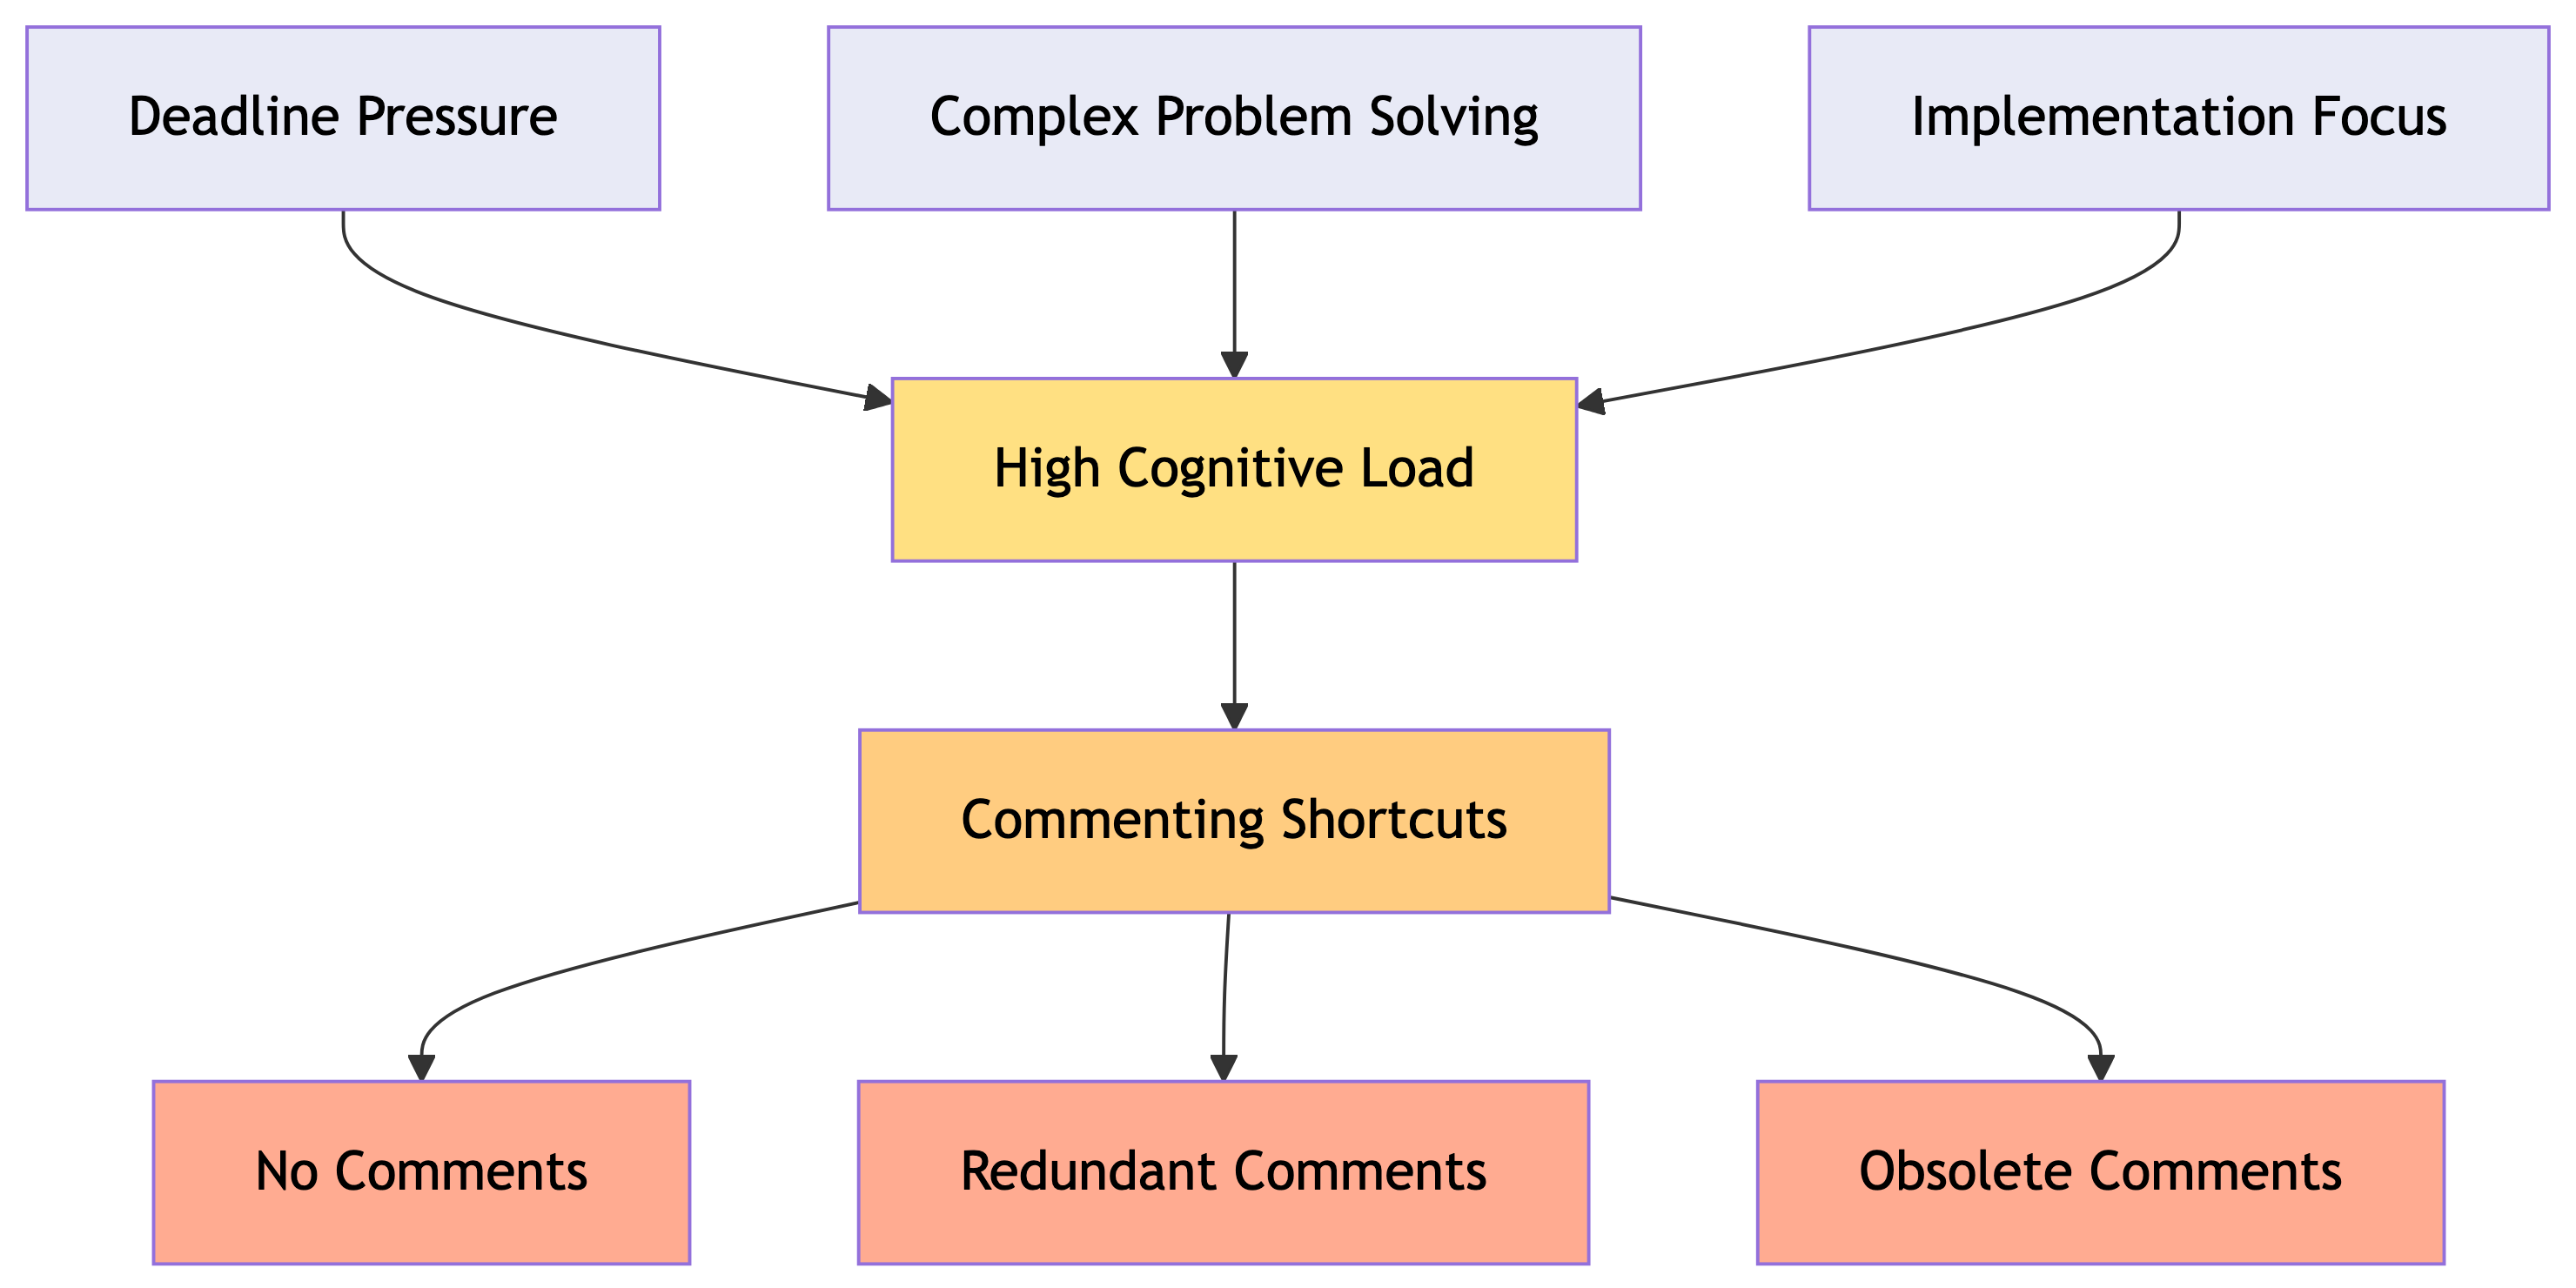 Deadline Pressure
Complex Problem Solving
Implementation Focus
High Cognitive Load
Commenting Shortcuts
No Comments
Redundant Comments
Obsolete Comments